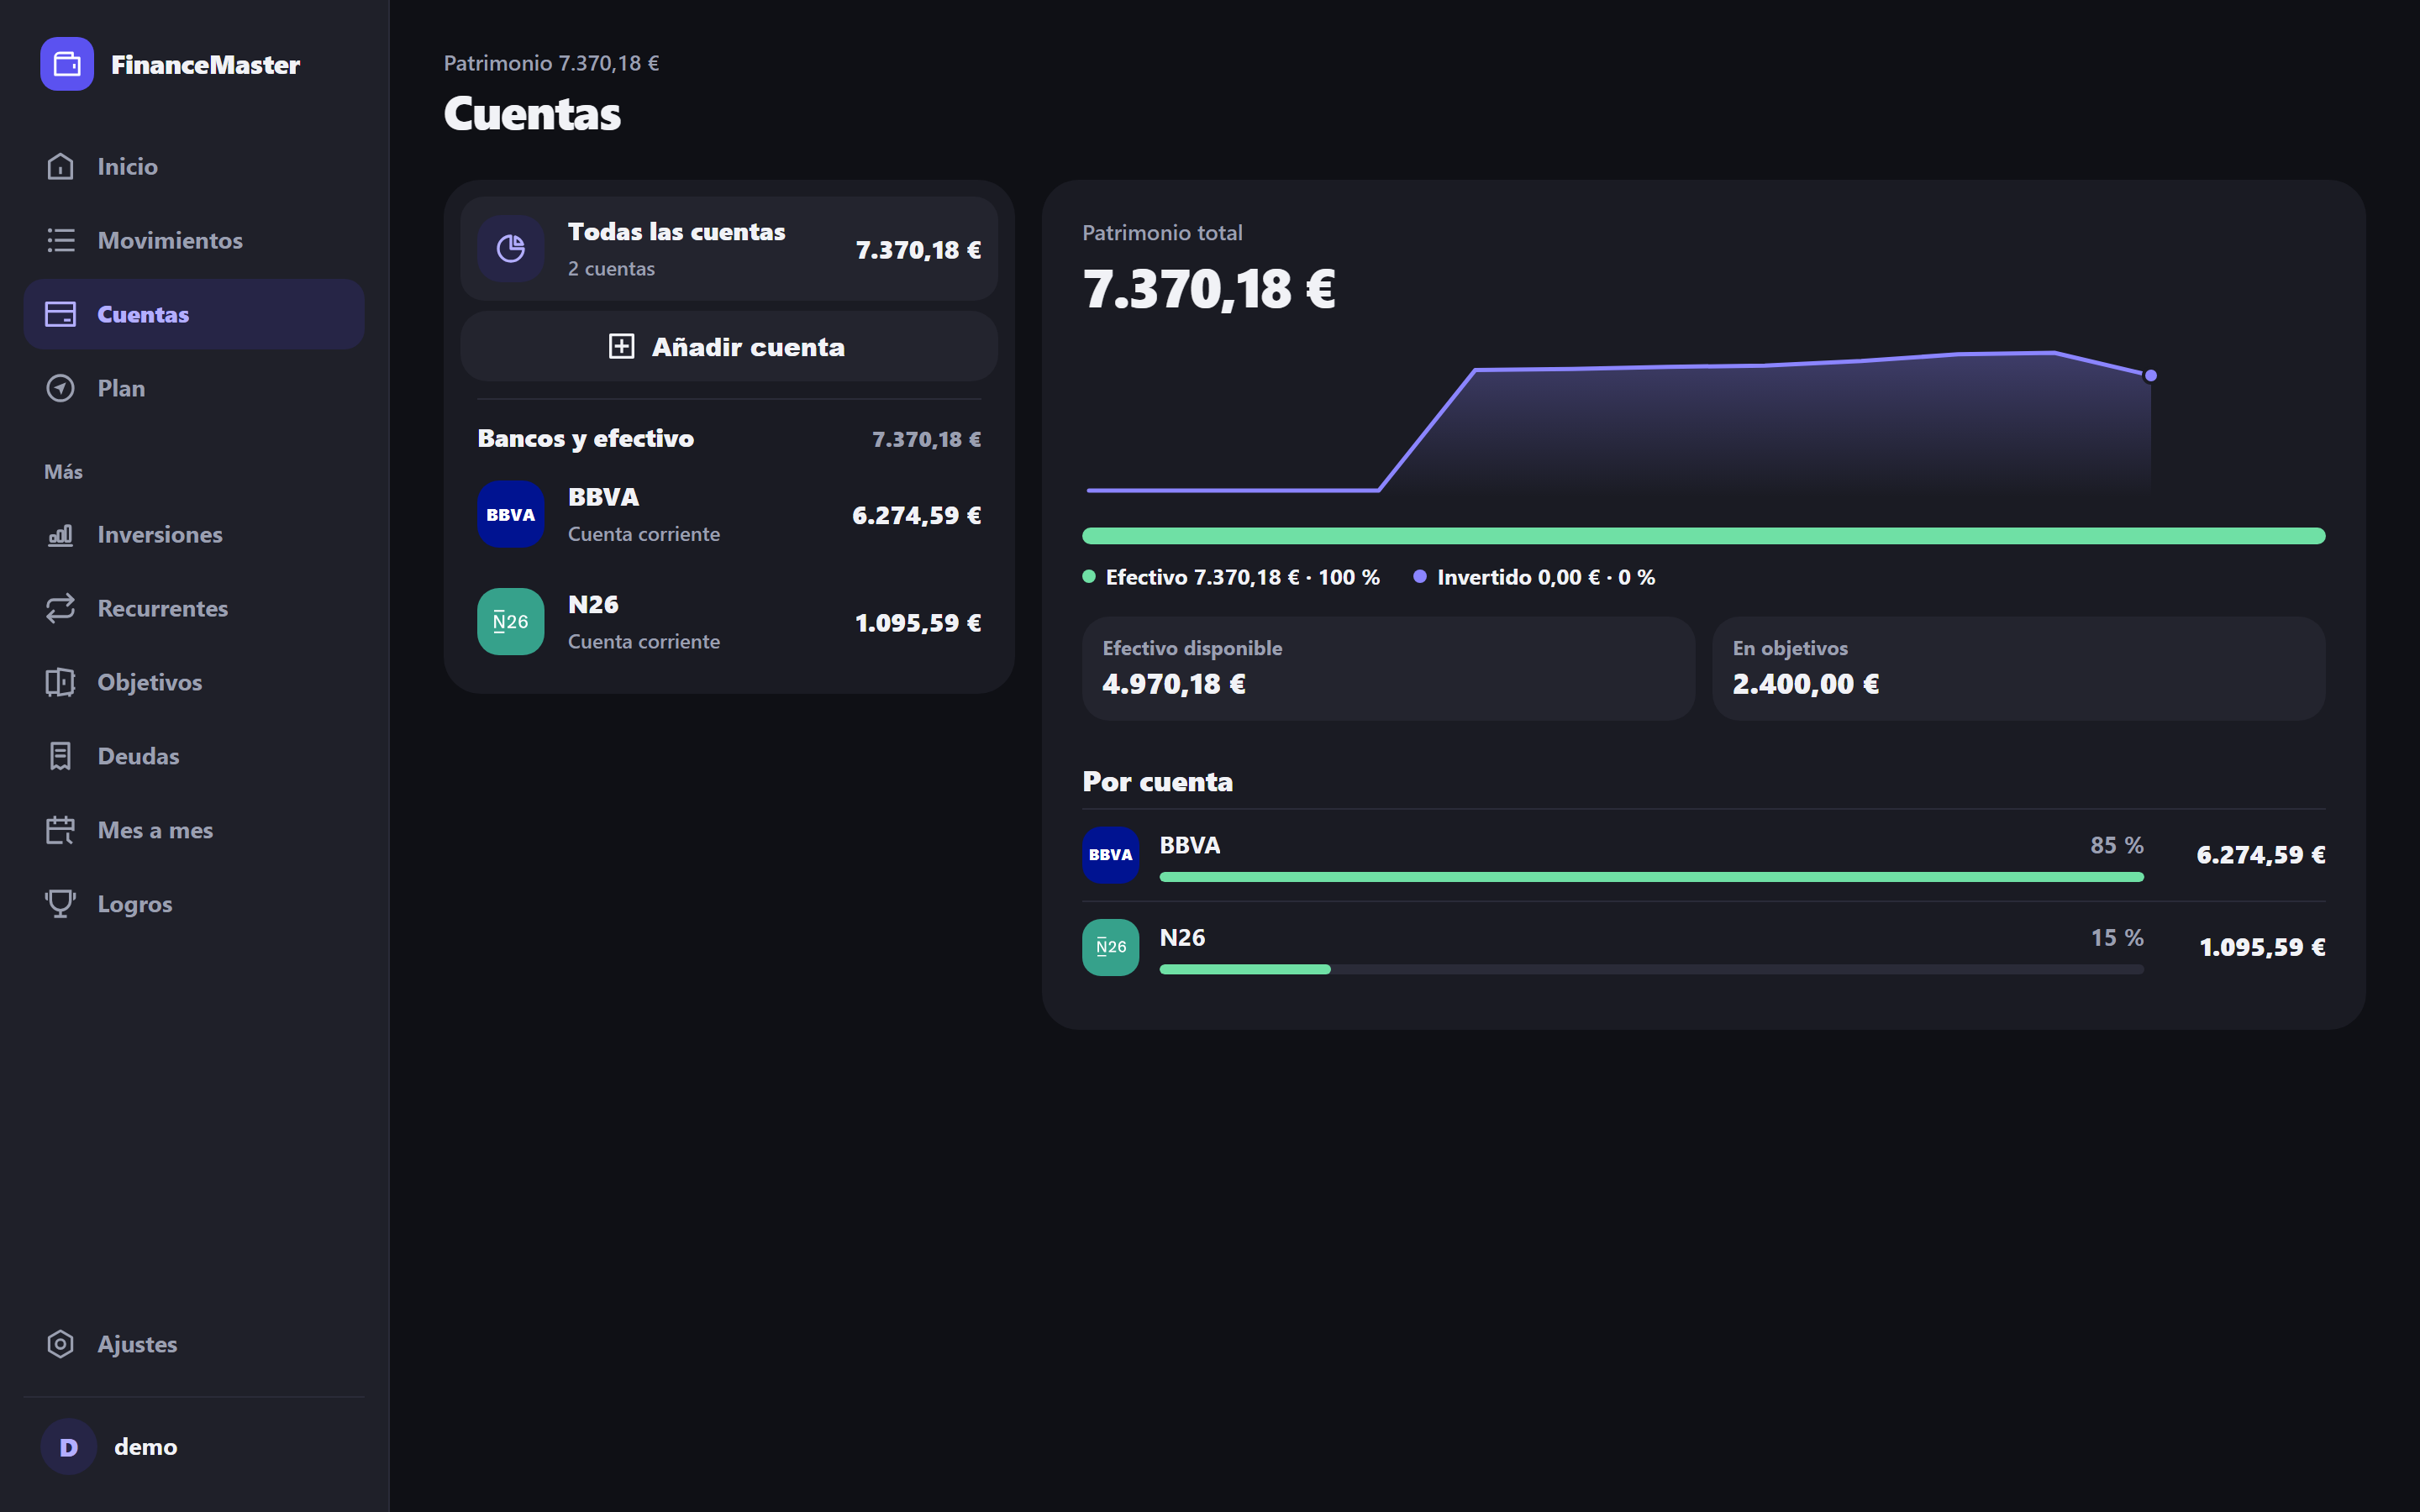 FinanceMaster
Inicio
Movimientos
Cuentas
Plan
Más
Inversiones
Recurrentes
Objetivos
Deudas
Mes a mes
Logros
Ajustes
D demo
Patrimonio 7.370,18 €
Cuentas
Todas las cuentas
2 cuentas
7.370,18 €
Añadir cuenta
Bancos y efectivo 7.370,18 €
BBVA
BBVA
Cuenta corriente
6.274,59 €
N26
N26
Cuenta corriente
1.095,59 €
Patrimonio total
7.370,18 €
Efectivo 7.370,18 € · 100 % Invertido 0,00 € · 0 %
Efectivo disponible
4.970,18 €
En objetivos
2.400,00 €
Por cuenta
BBVA
BBVA 85 %
6.274,59 €
N26
N26 15 %
1.095,59 €